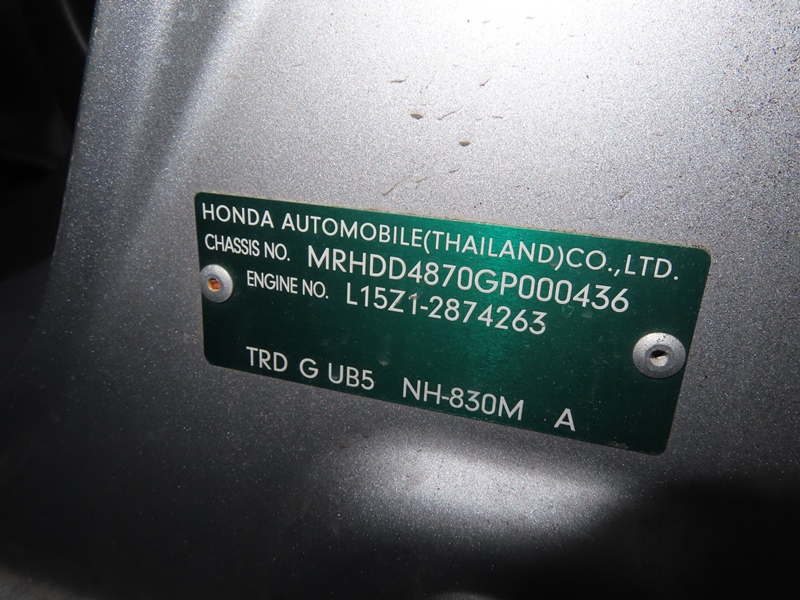 HONDA AUTOMOBILE(THAILAND)CO.,LTD.
CHASSIS NO. MRHDD4870GP000436
ENGINE NO. L15Z1-2874263
TRD G UB5 NH-830M A